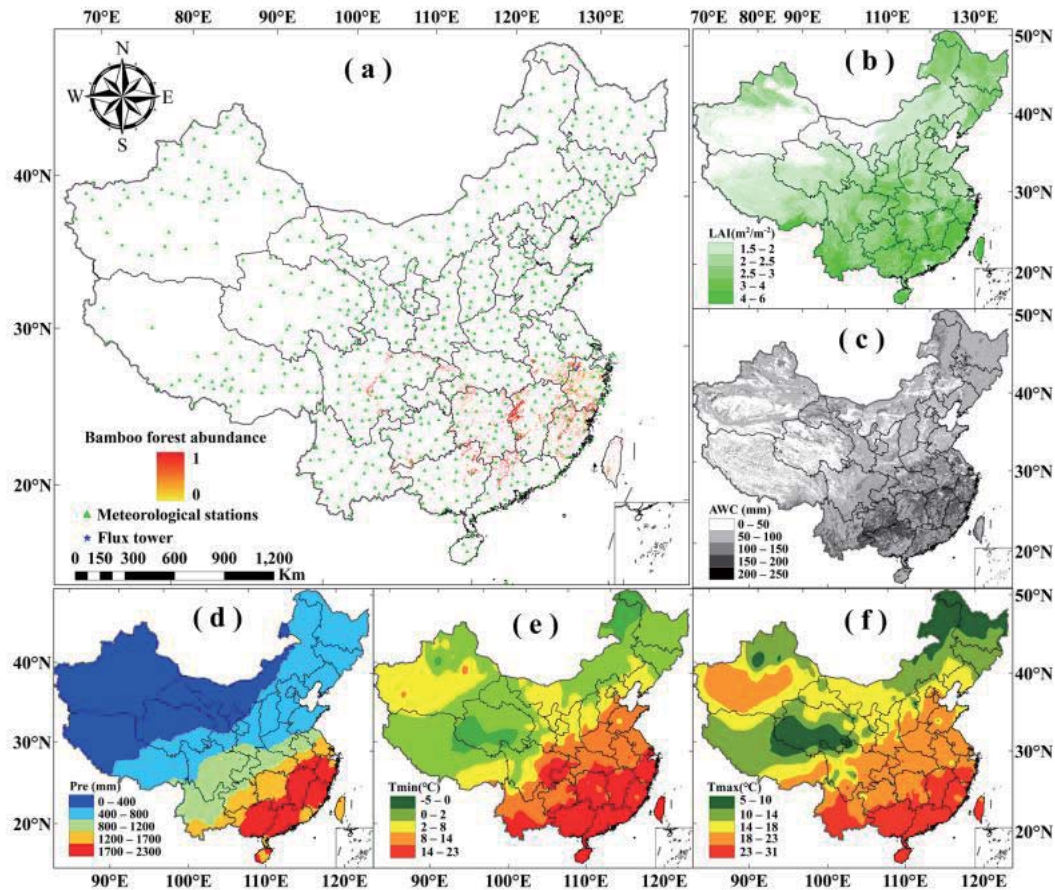 70°E 80°E 90°E 100°E 110°E 120°E 130°E
70°E 80°E 90°E 110°E 130°E
N
W E
S
( a )
40°N
30°N
20°N
Bamboo forest abundance
1
0
Meteorological stations
Flux tower
0 150 300 600 900 1,200
Km
( b )
50°N
40°N
30°N
20°N
LAI(m²/m⁻²)
1.5 – 2
2 – 2.5
2.5 – 3
3 – 4
4 – 6
( c )
50°N
40°N
30°N
20°N
AWC (mm)
0 – 50
50 – 100
100 – 150
150 – 200
200 – 250
( d )
40°N
30°N
20°N
Pre (mm)
0 – 400
400 – 800
800 – 1200
1200 – 1700
1700 – 2300
( e )
Tmin(°C)
-5 – 0
0 – 2
2 – 8
8 – 14
14 – 23
( f )
50°N
40°N
30°N
20°N
Tmax(°C)
5 – 10
10 – 14
14 – 18
18 – 23
23 – 31
90°E 100°E 110°E 120°E 90°E 100°E 110°E 120°E 90°E 100°E 110°E 120°E